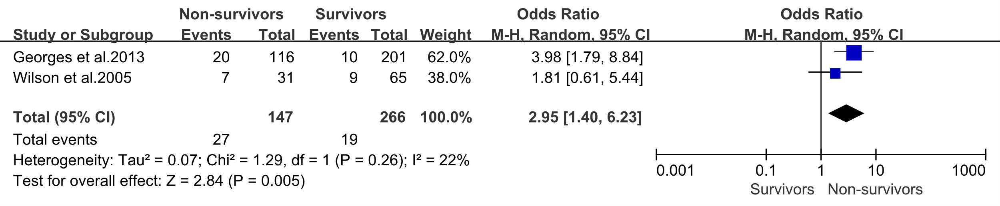 Non-survivors Survivors Odds Ratio Odds Ratio
Study or Subgroup Events Total Events Total Weight M-H, Random, 95% CI M-H, Random, 95% CI
Georges et al.2013 20 116 10 201 62.0% 3.98 [1.79, 8.84]
Wilson et al.2005 7 31 9 65 38.0% 1.81 [0.61, 5.44]
Total (95% CI) 147 266 100.0% 2.95 [1.40, 6.23]
Total events 27 19
Heterogeneity: Tau² = 0.07; Chi² = 1.29, df = 1 (P = 0.26); I² = 22%
Test for overall effect: Z = 2.84 (P = 0.005)
0.001 0.1 1 10 1000
Survivors Non-survivors